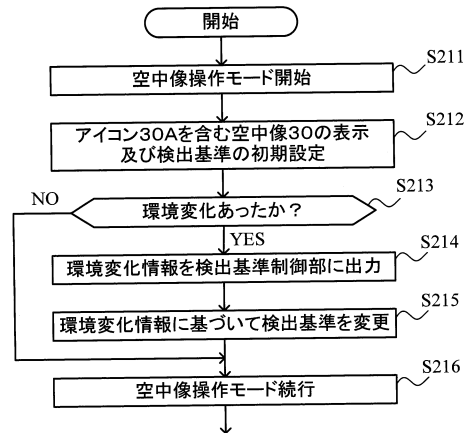 開始
S211
空中像操作モード開始
S212
アイコン30Aを含む空中像30の表示
及び検出基準の初期設定
S213
NO
環境変化あったか？
YES
S214
環境変化情報を検出基準制御部に出力
S215
環境変化情報に基づいて検出基準を変更
S216
空中像操作モード続行